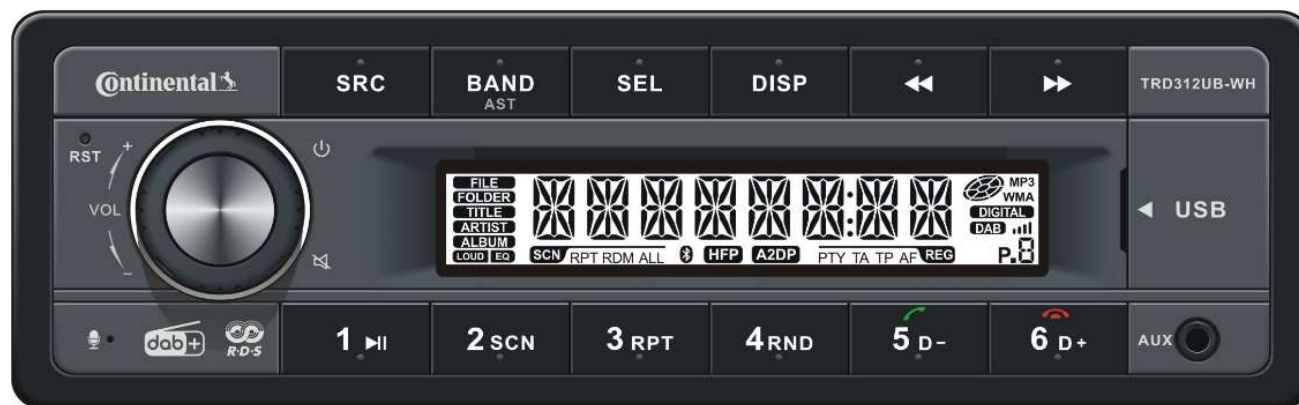 Continental
SRC
BAND
AST
SEL
DISP
TRD312UB-WH
RST
+
VOL
−
FILE
FOLDER
TITLE
ARTIST
ALBUM
LOUD EQ
SCN RPT RDM ALL HFP A2DP PTY TA TP AF REG
MP3
WMA
DIGITAL
DAB
P.8
USB
dab+
R·D·S
1
2 SCN
3 RPT
4 RND
5 D-
6 D+
AUX